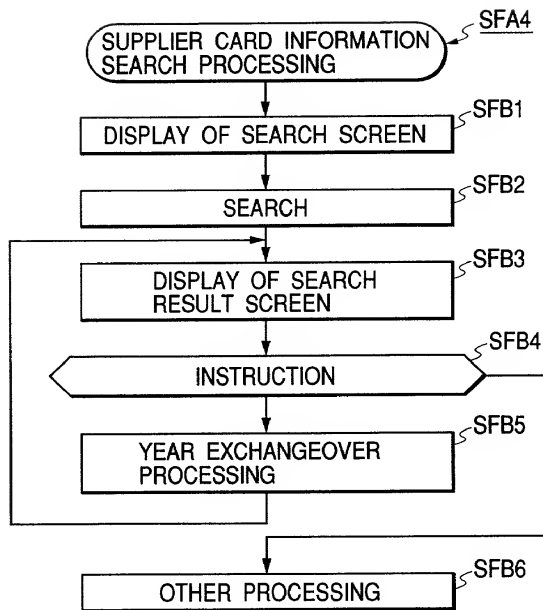 SUPPLIER CARD INFORMATION
SEARCH PROCESSING
SFA4
SFB1
DISPLAY OF SEARCH SCREEN
SFB2
SEARCH
SFB3
DISPLAY OF SEARCH
RESULT SCREEN
SFB4
INSTRUCTION
SFB5
YEAR EXCHANGEOVER
PROCESSING
SFB6
OTHER PROCESSING